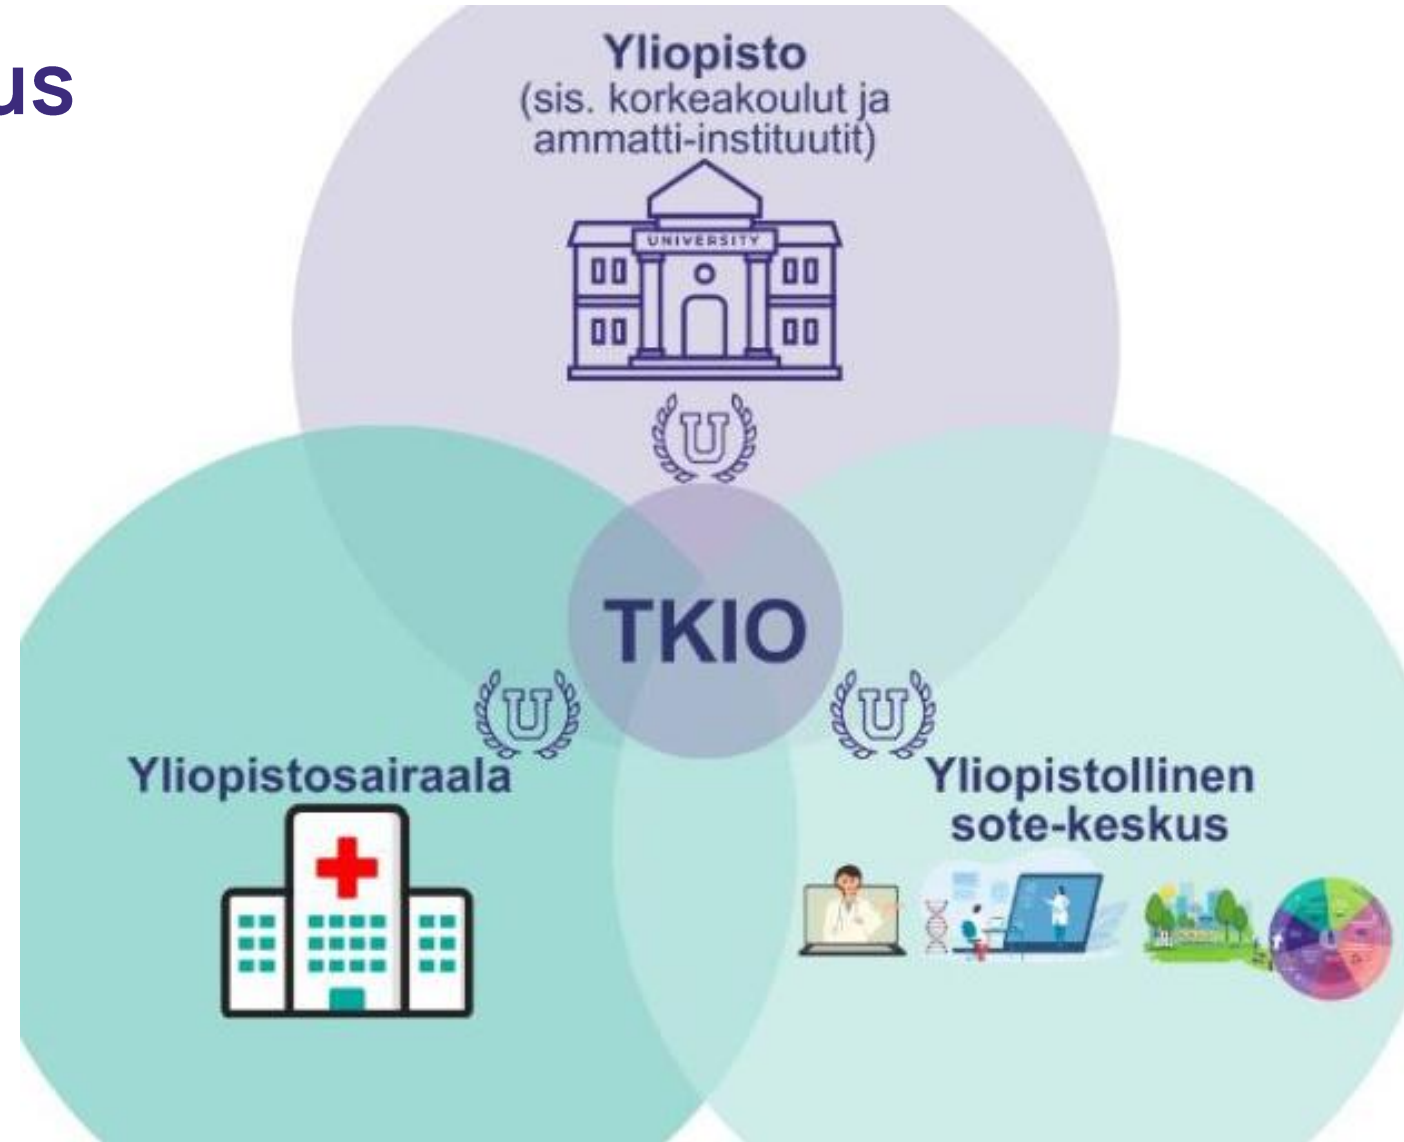 us
Yliopisto
(sis. korkeakoulut ja
ammatti-instituutit)
UNIVERSITY
U
TKIO
U
U
Yliopistosairaala
Yliopistollinen
sote-keskus